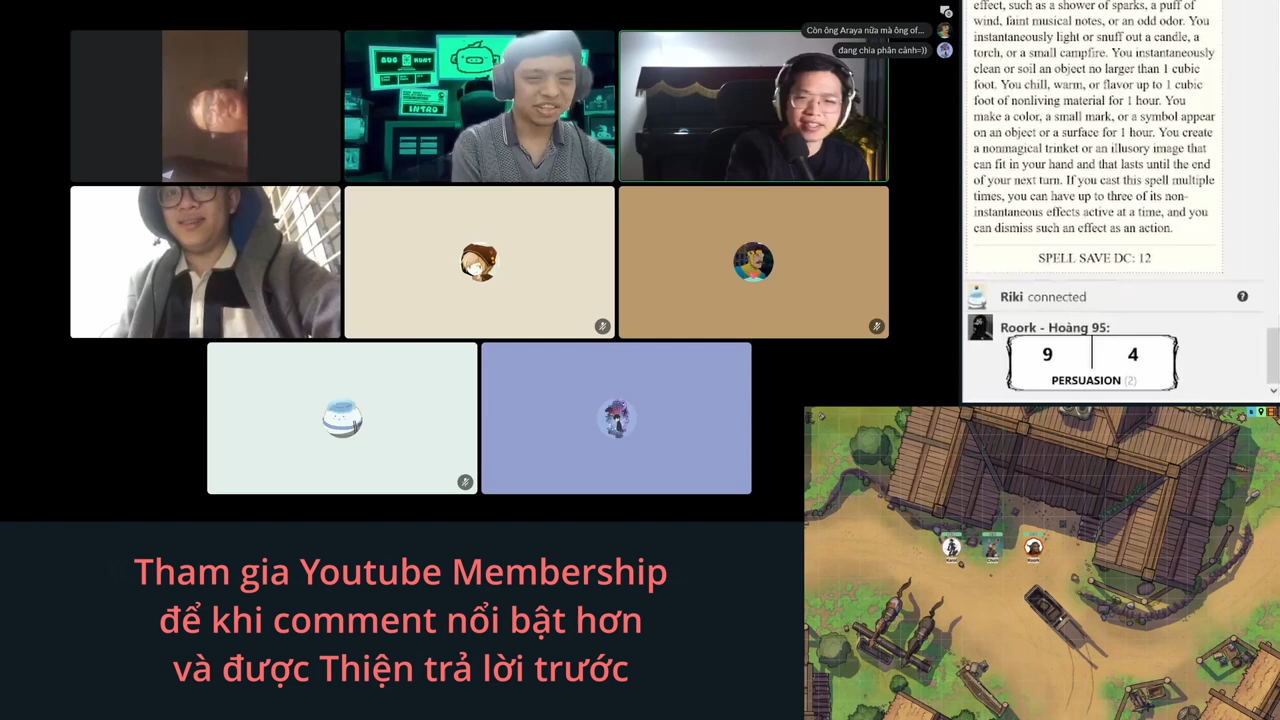 Còn ông Araya nữa mà ông of...
đang chia phân cảnh=))
BUG HUNT
INTRO
effect, such as a shower of sparks, a puff of
wind, faint musical notes, or an odd odor. You
instantaneously light or snuff out a candle, a
torch, or a small campfire. You instantaneously
clean or soil an object no larger than 1 cubic
foot. You chill, warm, or flavor up to 1 cubic
foot of nonliving material for 1 hour. You
make a color, a small mark, or a symbol appear
on an object or a surface for 1 hour. You create
a nonmagical trinket or an illusory image that
can fit in your hand and that lasts until the end
of your next turn. If you cast this spell multiple
times, you can have up to three of its non-
instantaneous effects active at a time, and you
can dismiss such an effect as an action.
SPELL SAVE DC: 12
Riki connected
Roork - Hoàng 95:
9 4
PERSUASION (2)
Tham gia Youtube Membership
để khi comment nổi bật hơn
và được Thiện trả lời trước